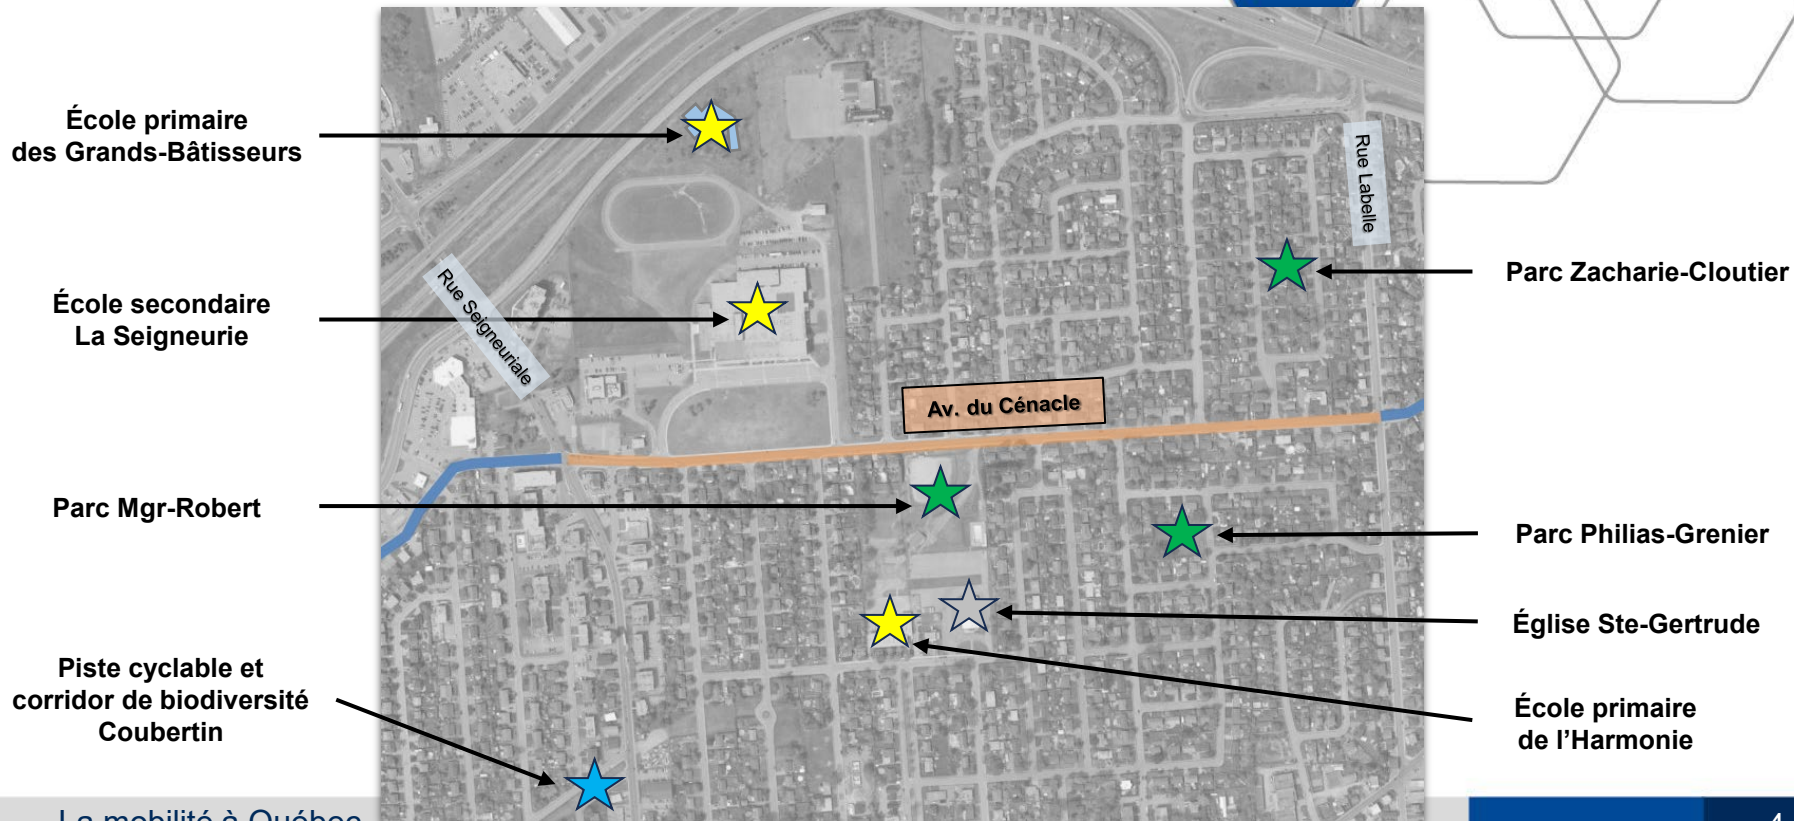 École primaire
des Grands-Bâtisseurs
École secondaire
La Seigneurie
Parc Mgr-Robert
Piste cyclable et
corridor de biodiversité
Coubertin
Rue Seigneuriale
Av. du Cénacle
Rue Labelle
Parc Zacharie-Cloutier
Parc Philias-Grenier
Église Ste-Gertrude
École primaire
de l’Harmonie
La mobilité à Québec
4